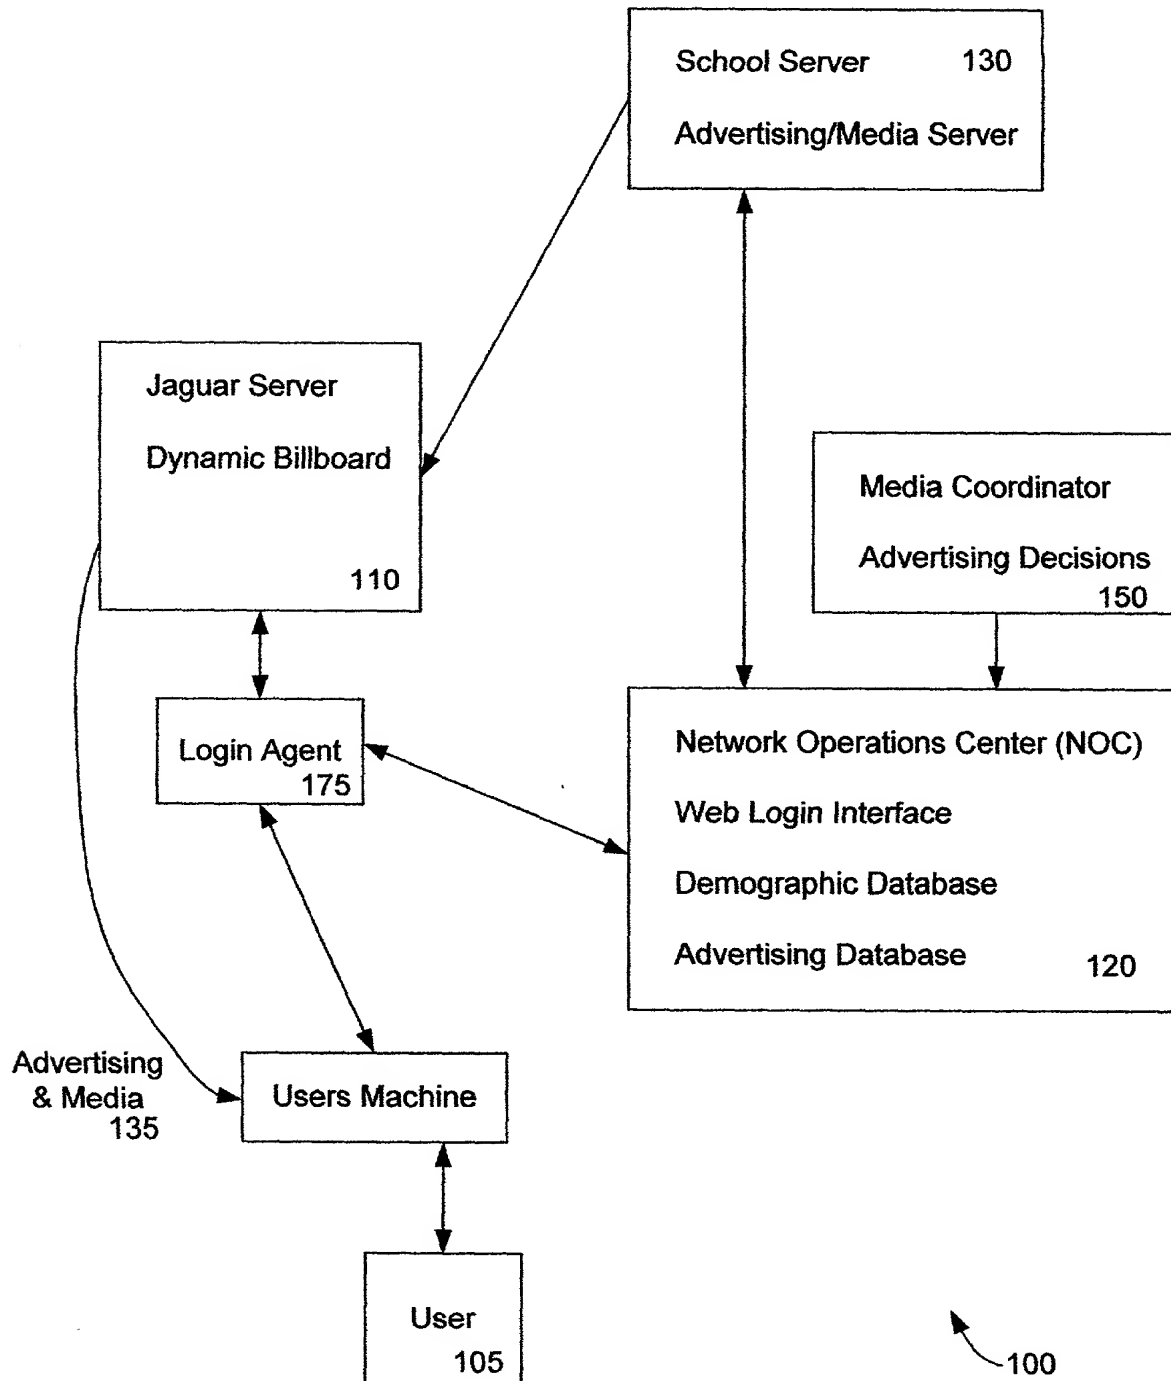 School Server 130
Advertising/Media Server
Jaguar Server
Dynamic Billboard
110
Media Coordinator
Advertising Decisions
150
Login Agent
175
Network Operations Center (NOC)
Web Login Interface
Demographic Database
Advertising Database 120
Advertising
& Media
135
Users Machine
User
105
100